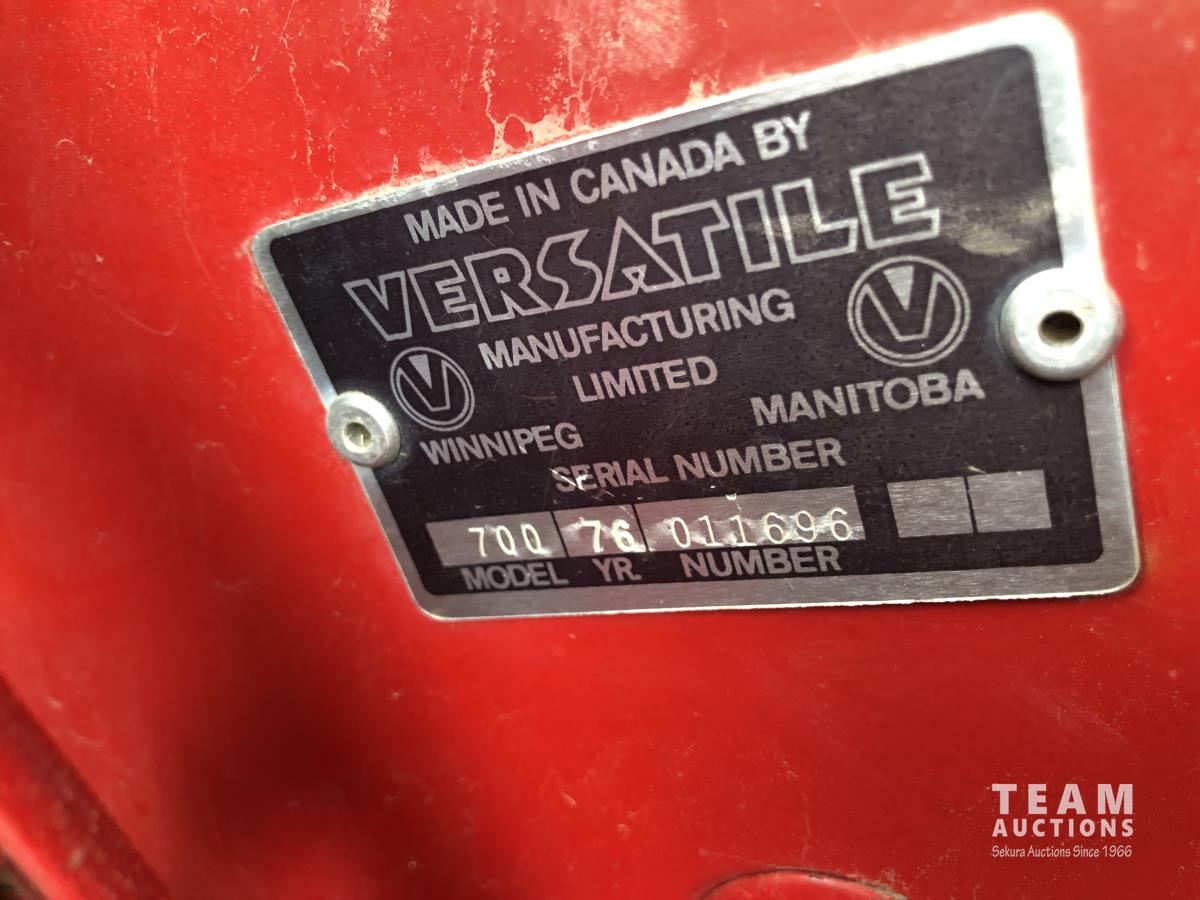 MADE IN CANADA BY
VERSATILE
MANUFACTURING
LIMITED
V
V
WINNIPEG
MANITOBA
SERIAL NUMBER
700 76 011696
MODEL YR. NUMBER
TEAM
AUCTIONS
Sekura Auctions Since 1966